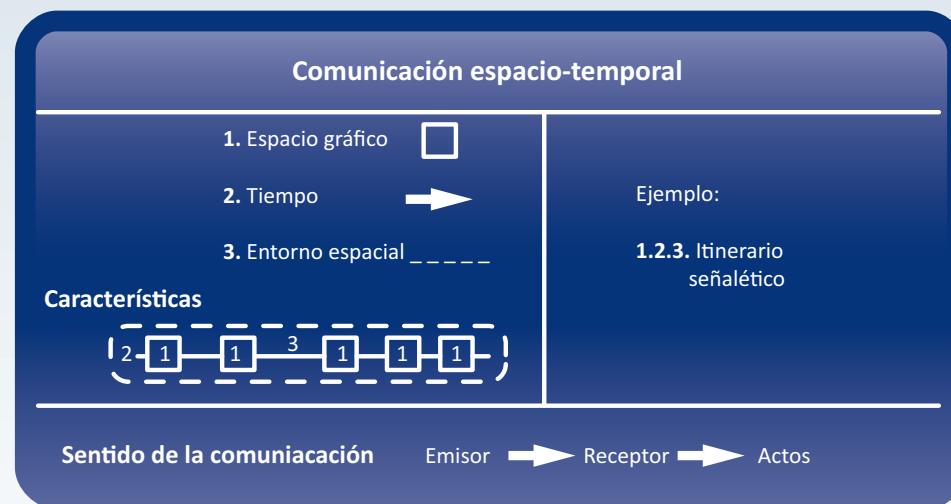 Comunicación espacio-temporal
1. Espacio gráfico
2. Tiempo
3. Entorno espacial _ _ _ _ _
Ejemplo:
1.2.3. Itinerario
señalético
Características
2 1 1 3 1 1 1
Sentido de la comuniacación Emisor Receptor Actos